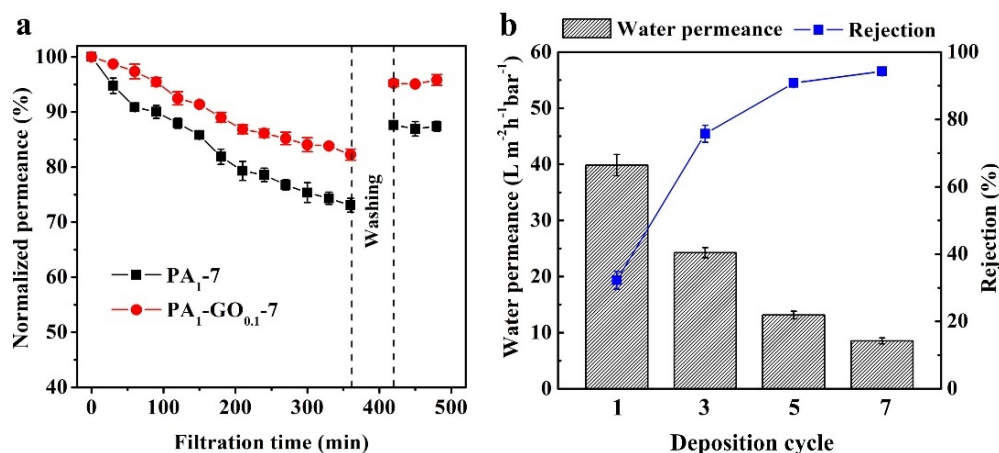 a
Normalized permeance (%)
100
90
80
70
60
50
40
Washing
PA₁-7
PA₁-GO₀.₁-7
0 100 200 300 400 500
Filtration time (min)
b
Water permeance Rejection
Water permeance (L m⁻²h⁻¹bar⁻¹)
60
50
40
30
20
10
0
100
80
60
40
20
0
Rejection (%)
1 3 5 7
Deposition cycle